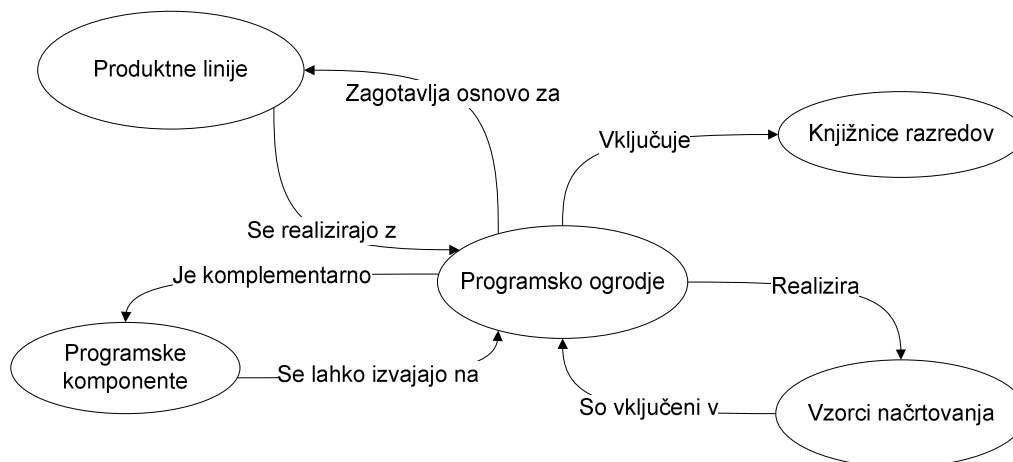 Produktne linije
Zagotavlja osnovo za
Vključuje
Knjižnice razredov
Se realizirajo z
Je komplementarno
Programsko ogrodje
Realizira
Programske
komponente
Se lahko izvajajo na
So vključeni v
Vzorci načrtovanja